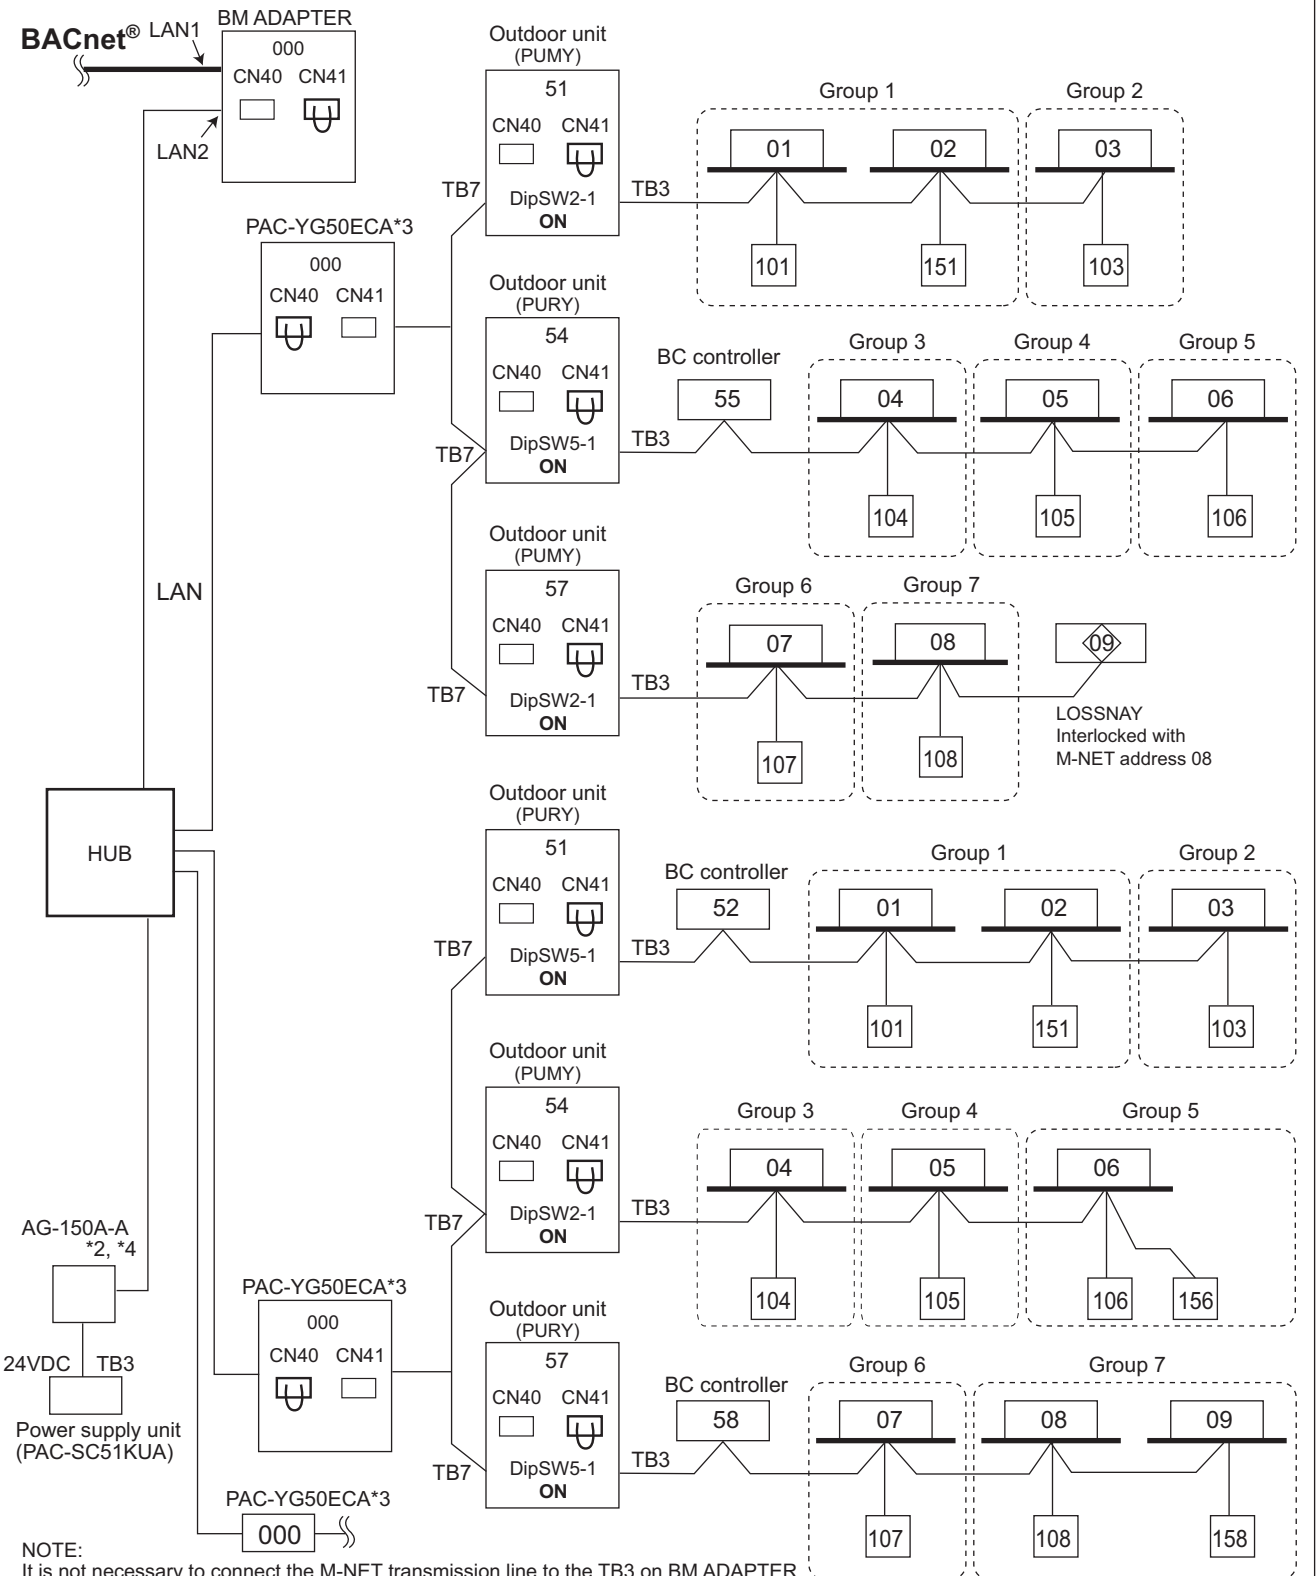 BACnet® LAN1
BM ADAPTER
000
CN40 CN41
LAN2
PAC-YG50ECA*3
000
CN40 CN41
LAN
HUB
Outdoor unit
(PUMY)
51
CN40 CN41
DipSW2-1
ON
TB7
TB3
Group 1
01
02
101
151
Group 2
03
103
Outdoor unit
(PURY)
54
CN40 CN41
DipSW5-1
ON
TB7
TB3
BC controller
55
Group 3
04
104
Group 4
05
105
Group 5
06
106
Outdoor unit
(PUMY)
57
CN40 CN41
DipSW2-1
ON
TB7
TB3
Group 6
07
107
Group 7
08
108
09
LOSSNAY
Interlocked with
M-NET address 08
Outdoor unit
(PURY)
51
CN40 CN41
DipSW5-1
ON
TB7
TB3
BC controller
52
Group 1
01
02
101
151
Group 2
03
103
Outdoor unit
(PUMY)
54
CN40 CN41
DipSW2-1
ON
TB7
TB3
Group 3
04
104
Group 4
05
105
Group 5
06
106
156
AG-150A-A
*2, *4
24VDC TB3
Power supply unit
(PAC-SC51KUA)
PAC-YG50ECA*3
000
CN40 CN41
Outdoor unit
(PURY)
57
CN40 CN41
DipSW5-1
ON
TB7
TB3
BC controller
58
Group 6
07
107
Group 7
08
09
108
158
PAC-YG50ECA*3
000
NOTE:
It is not necessary to connect the M-NET transmission line to the TB3 on BM ADAPTER